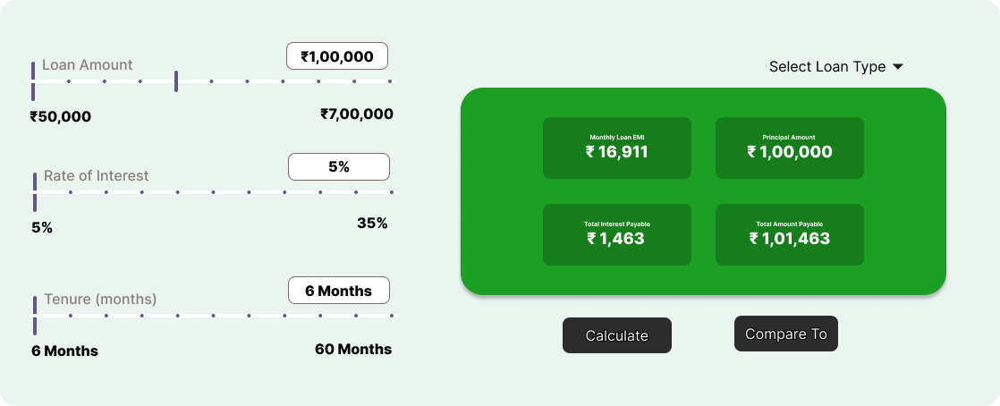 Loan Amount
₹1,00,000
₹50,000
₹7,00,000
Rate of Interest
5%
5%
35%
Tenure (months)
6 Months
6 Months
60 Months
Select Loan Type
Monthly Loan EMI
₹ 16,911
Principal Amount
₹ 1,00,000
Total Interest Payable
₹ 1,463
Total Amount Payable
₹ 1,01,463
Calculate
Compare To